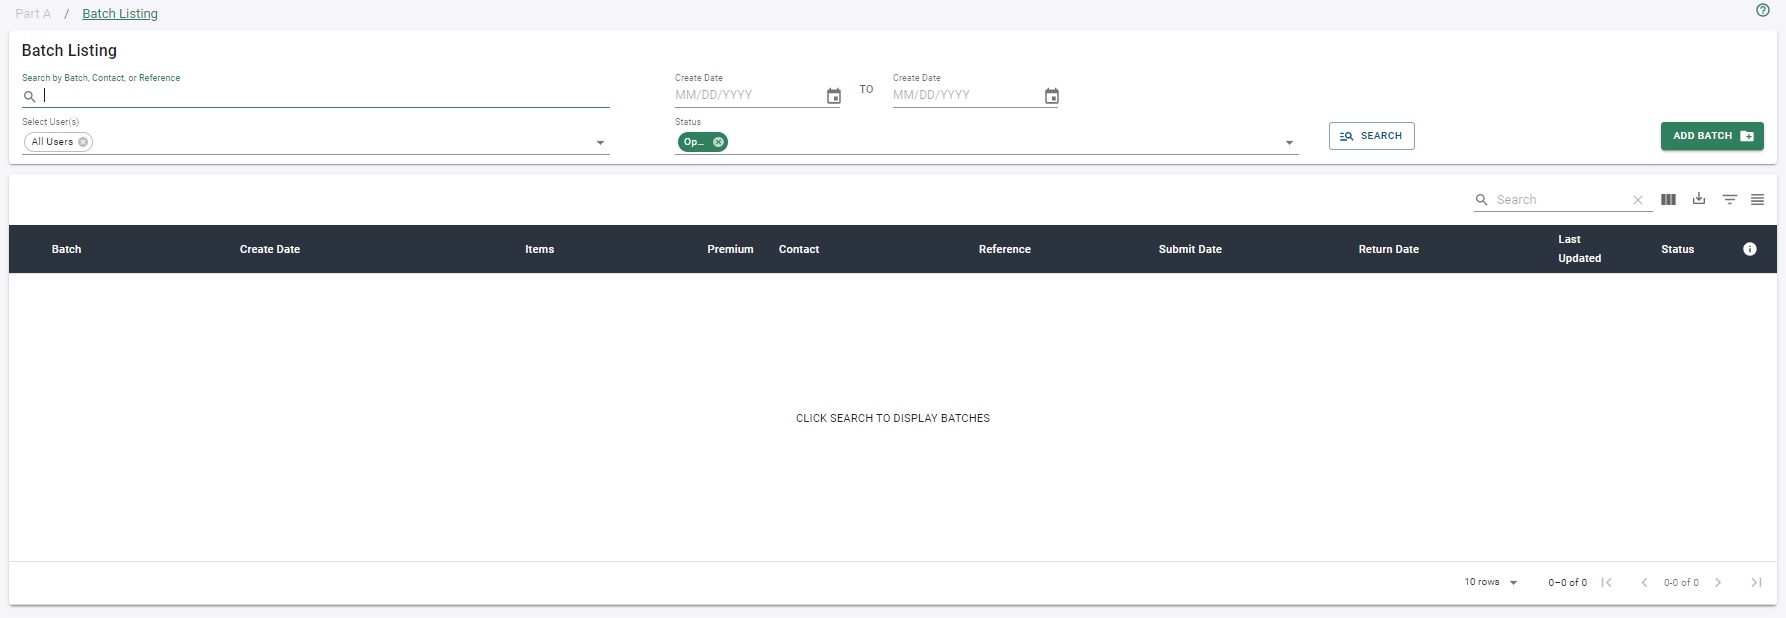 Part A / Batch Listing
Batch Listing
Search by Batch, Contact, or Reference
Create Date
MM/DD/YYYY
TO
Create Date
MM/DD/YYYY
Select User(s)
All Users
Status
Op...
SEARCH
ADD BATCH
Search
Batch Create Date Items Premium Contact Reference Submit Date Return Date Last Updated Status
CLICK SEARCH TO DISPLAY BATCHES
10 rows 0–0 of 0 0-0 of 0